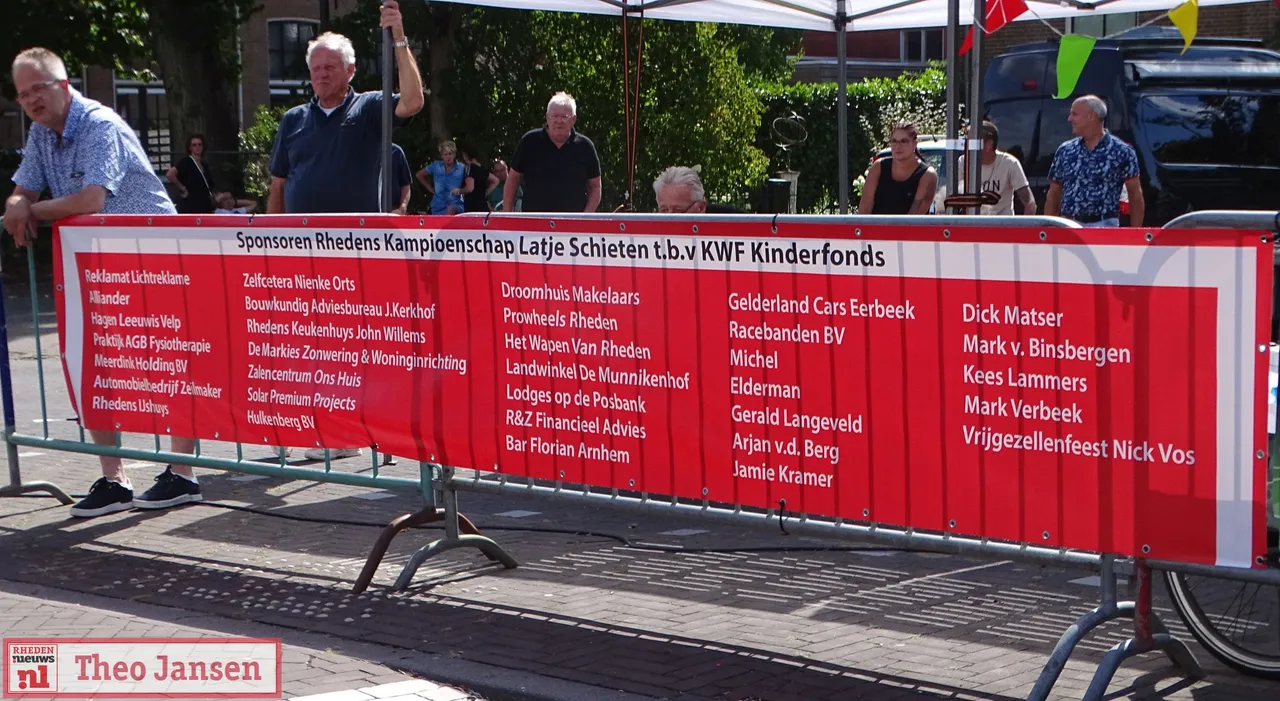 Sponsoren Rhedens Kampioenschap Latje Schieten t.b.v KWF Kinderfonds
Reklamat Lichtreklame
Alliander
Hagen Leeuwis Velp
Praktijk AGB Fysiotherapie
Meerdink Holding BV
Automobielbedrijf Zeilmaker
Rhedens IJshuys
Zelfcetera Nienke Orts
Bouwkundig Adviesbureau J.Kerkhof
Rhedens Keukenhuys John Willems
De Markies Zonwering & Woninginrichting
Zalencentrum Ons Huis
Solar Premium Projects
Hulkenberg BV
Droomhuis Makelaars
Prowheels Rheden
Het Wapen Van Rheden
Landwinkel De Munnikenhof
Lodges op de Posbank
R&Z Financieel Advies
Bar Florian Arnhem
Gelderland Cars Eerbeek
Racebanden BV
Michel
Elderman
Gerald Langeveld
Arjan v.d. Berg
Jamie Kramer
Dick Matser
Mark v. Binsbergen
Kees Lammers
Mark Verbeek
Vrijgezellenfeest Nick Vos
RHEDEN
nieuws
.nl
Theo Jansen